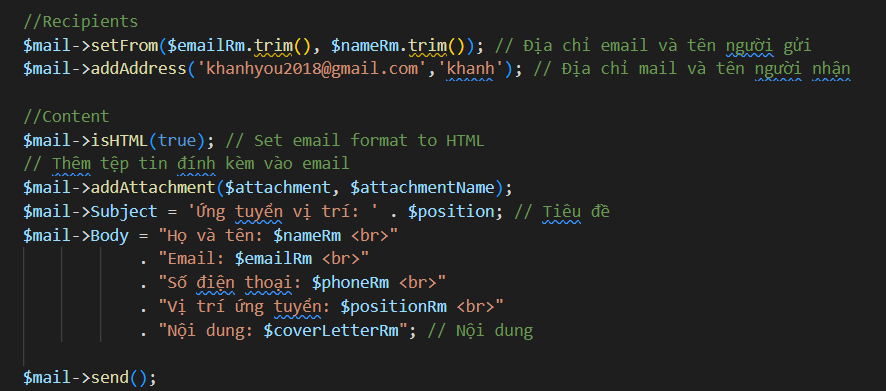 //Recipients
$mail->setFrom($emailRm.trim(), $nameRm.trim()); // Địa chỉ email và tên người gửi
$mail->addAddress('khanhyou2018@gmail.com','khanh'); // Địa chỉ mail và tên người nhận
//Content
$mail->isHTML(true); // Set email format to HTML
// Thêm tệp tin đính kèm vào email
$mail->addAttachment($attachment, $attachmentName);
$mail->Subject = 'Ứng tuyển vị trí: ' . $position; // Tiêu đề
$mail->Body = "Họ và tên: $nameRm <br>"
. "Email: $emailRm <br>"
. "Số điện thoại: $phoneRm <br>"
. "Vị trí ứng tuyển: $positionRm <br>"
. "Nội dung: $coverLetterRm"; // Nội dung
$mail->send();